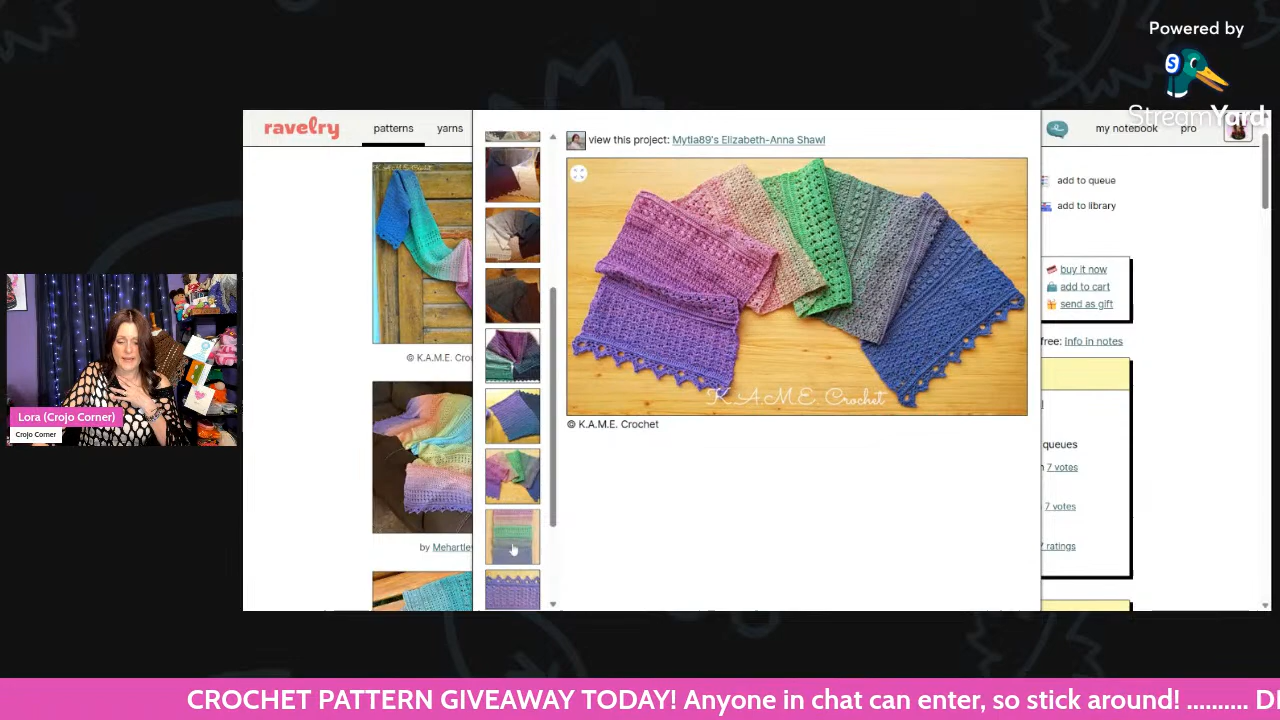 Powered by
StreamYard
ravelry
patterns
yarns
my notebook
pro
view this project: Mytia89's Elizabeth-Anna Shawl
add to queue
add to library
buy it now
add to cart
send as gift
free: Info in notes
© K.A.M.E. Cro
K.A.M.E. Crochet
© K.A.M.E. Crochet
queues
7 votes
7 votes
ratings
by Mehartle
Lora (Crojo Corner)
Crojo Corner
CROCHET PATTERN GIVEAWAY TODAY! Anyone in chat can enter, so stick around! .......... D